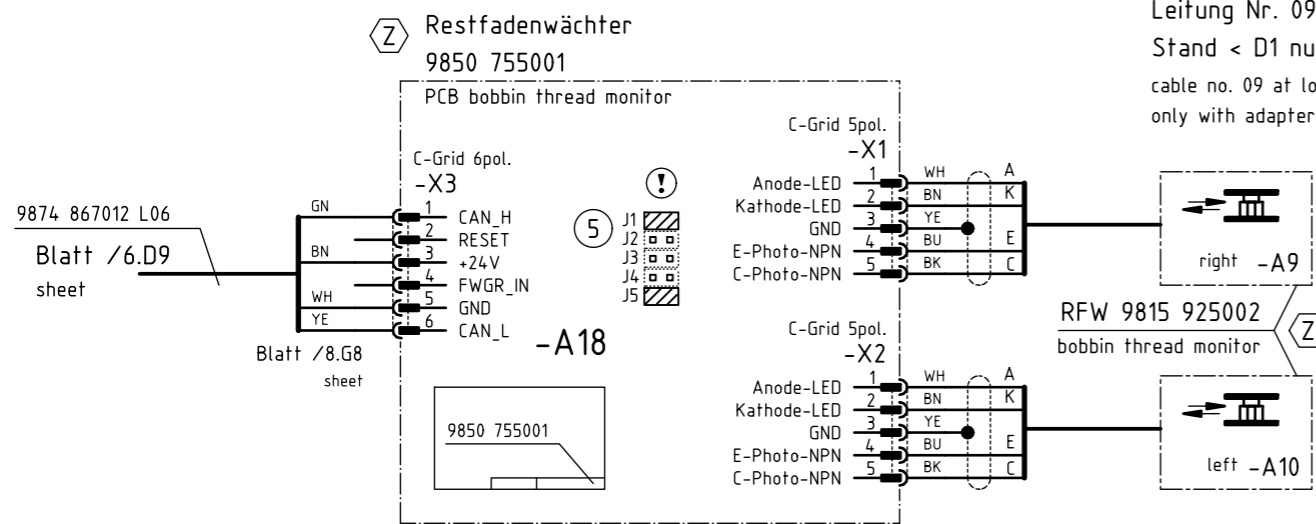 Leitung Nr. 09
Stand < D1 nu
cable no. 09 at lo
only with adapter
Z
Restfadenwächter
9850 755001
PCB bobbin thread monitor
9874 867012 L06
Blatt /6.D9
sheet
C-Grid 6pol.
-X3
GN 1 CAN_H
2 RESET
BN 3 +24V
4 FWGR_IN
WH 5 GND
YE 6 CAN_L
Blatt /8.G8
sheet
-A18
!
5
J1
J2
J3
J4
J5
9850 755001
C-Grid 5pol.
-X1
Anode-LED 1 WH A
Kathode-LED 2 BN K
GND 3 YE
E-Photo-NPN 4 BU E
C-Photo-NPN 5 BK C
right -A9
RFW 9815 925002
bobbin thread monitor
Z
C-Grid 5pol.
-X2
Anode-LED 1 WH A
Kathode-LED 2 BN K
GND 3 YE
E-Photo-NPN 4 BU E
C-Photo-NPN 5 BK C
left -A10